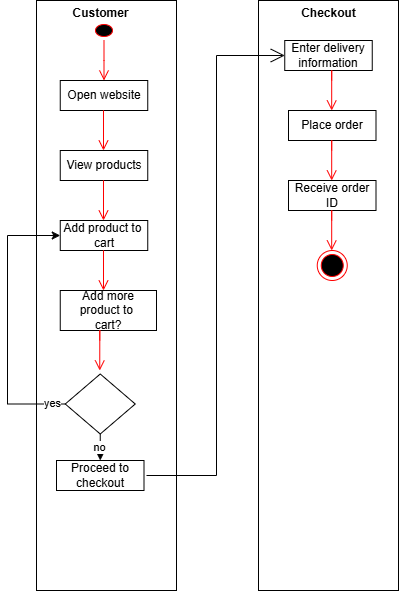 Customer
Open website
View products
Add product to
cart
Add more
product to
cart?
yes
no
Proceed to
checkout
Checkout
Enter delivery
information
Place order
Receive order
ID